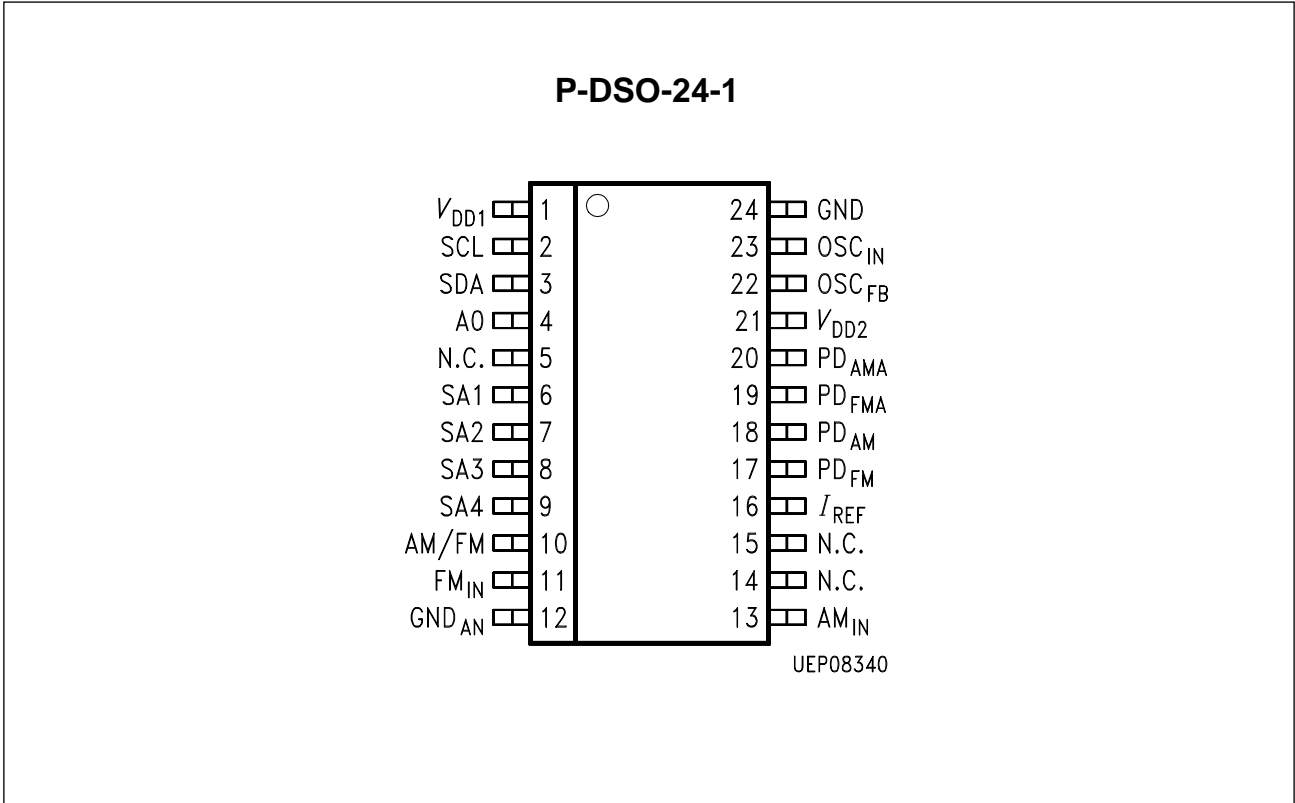 P-DSO-24-1
VDD1 1 24 GND
SCL 2 23 OSCIN
SDA 3 22 OSCFB
A0 4 21 VDD2
N.C. 5 20 PDAMA
SA1 6 19 PDFMA
SA2 7 18 PDAM
SA3 8 17 PDFM
SA4 9 16 IREF
AM/FM 10 15 N.C.
FMIN 11 14 N.C.
GNDAN 12 13 AMIN
UEP08340